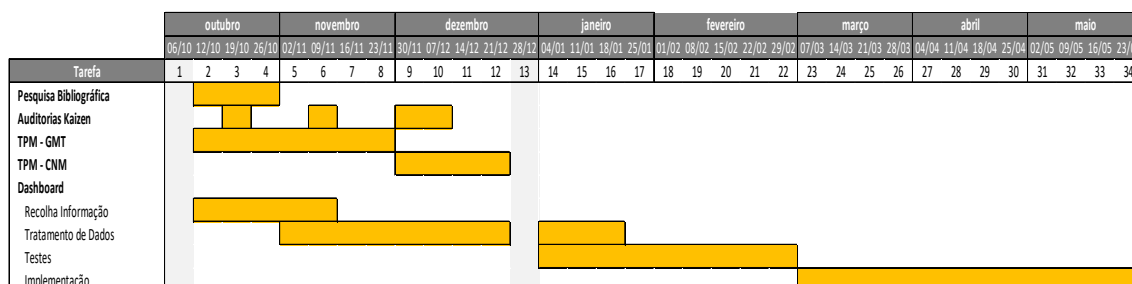 outubro novembro dezembro janeiro fevereiro março abril maio
06/10 12/10 19/10 26/10 02/11 09/11 16/11 23/11 30/11 07/12 14/12 21/12 28/12 04/01 11/01 18/01 25/01 01/02 08/02 15/02 22/02 29/02 07/03 14/03 21/03 28/03 04/04 11/04 18/04 25/04 02/05 09/05 16/05
Tarefa 1 2 3 4 5 6 7 8 9 10 11 12 13 14 15 16 17 18 19 20 21 22 23 24 25 26 27 28 29 30 31 32 33 34
Pesquisa Bibliográfica
Auditorias Kaizen
TPM - GMT
TPM - CNM
Dashboard
Recolha Informação
Tratamento de Dados
Testes
Implementação